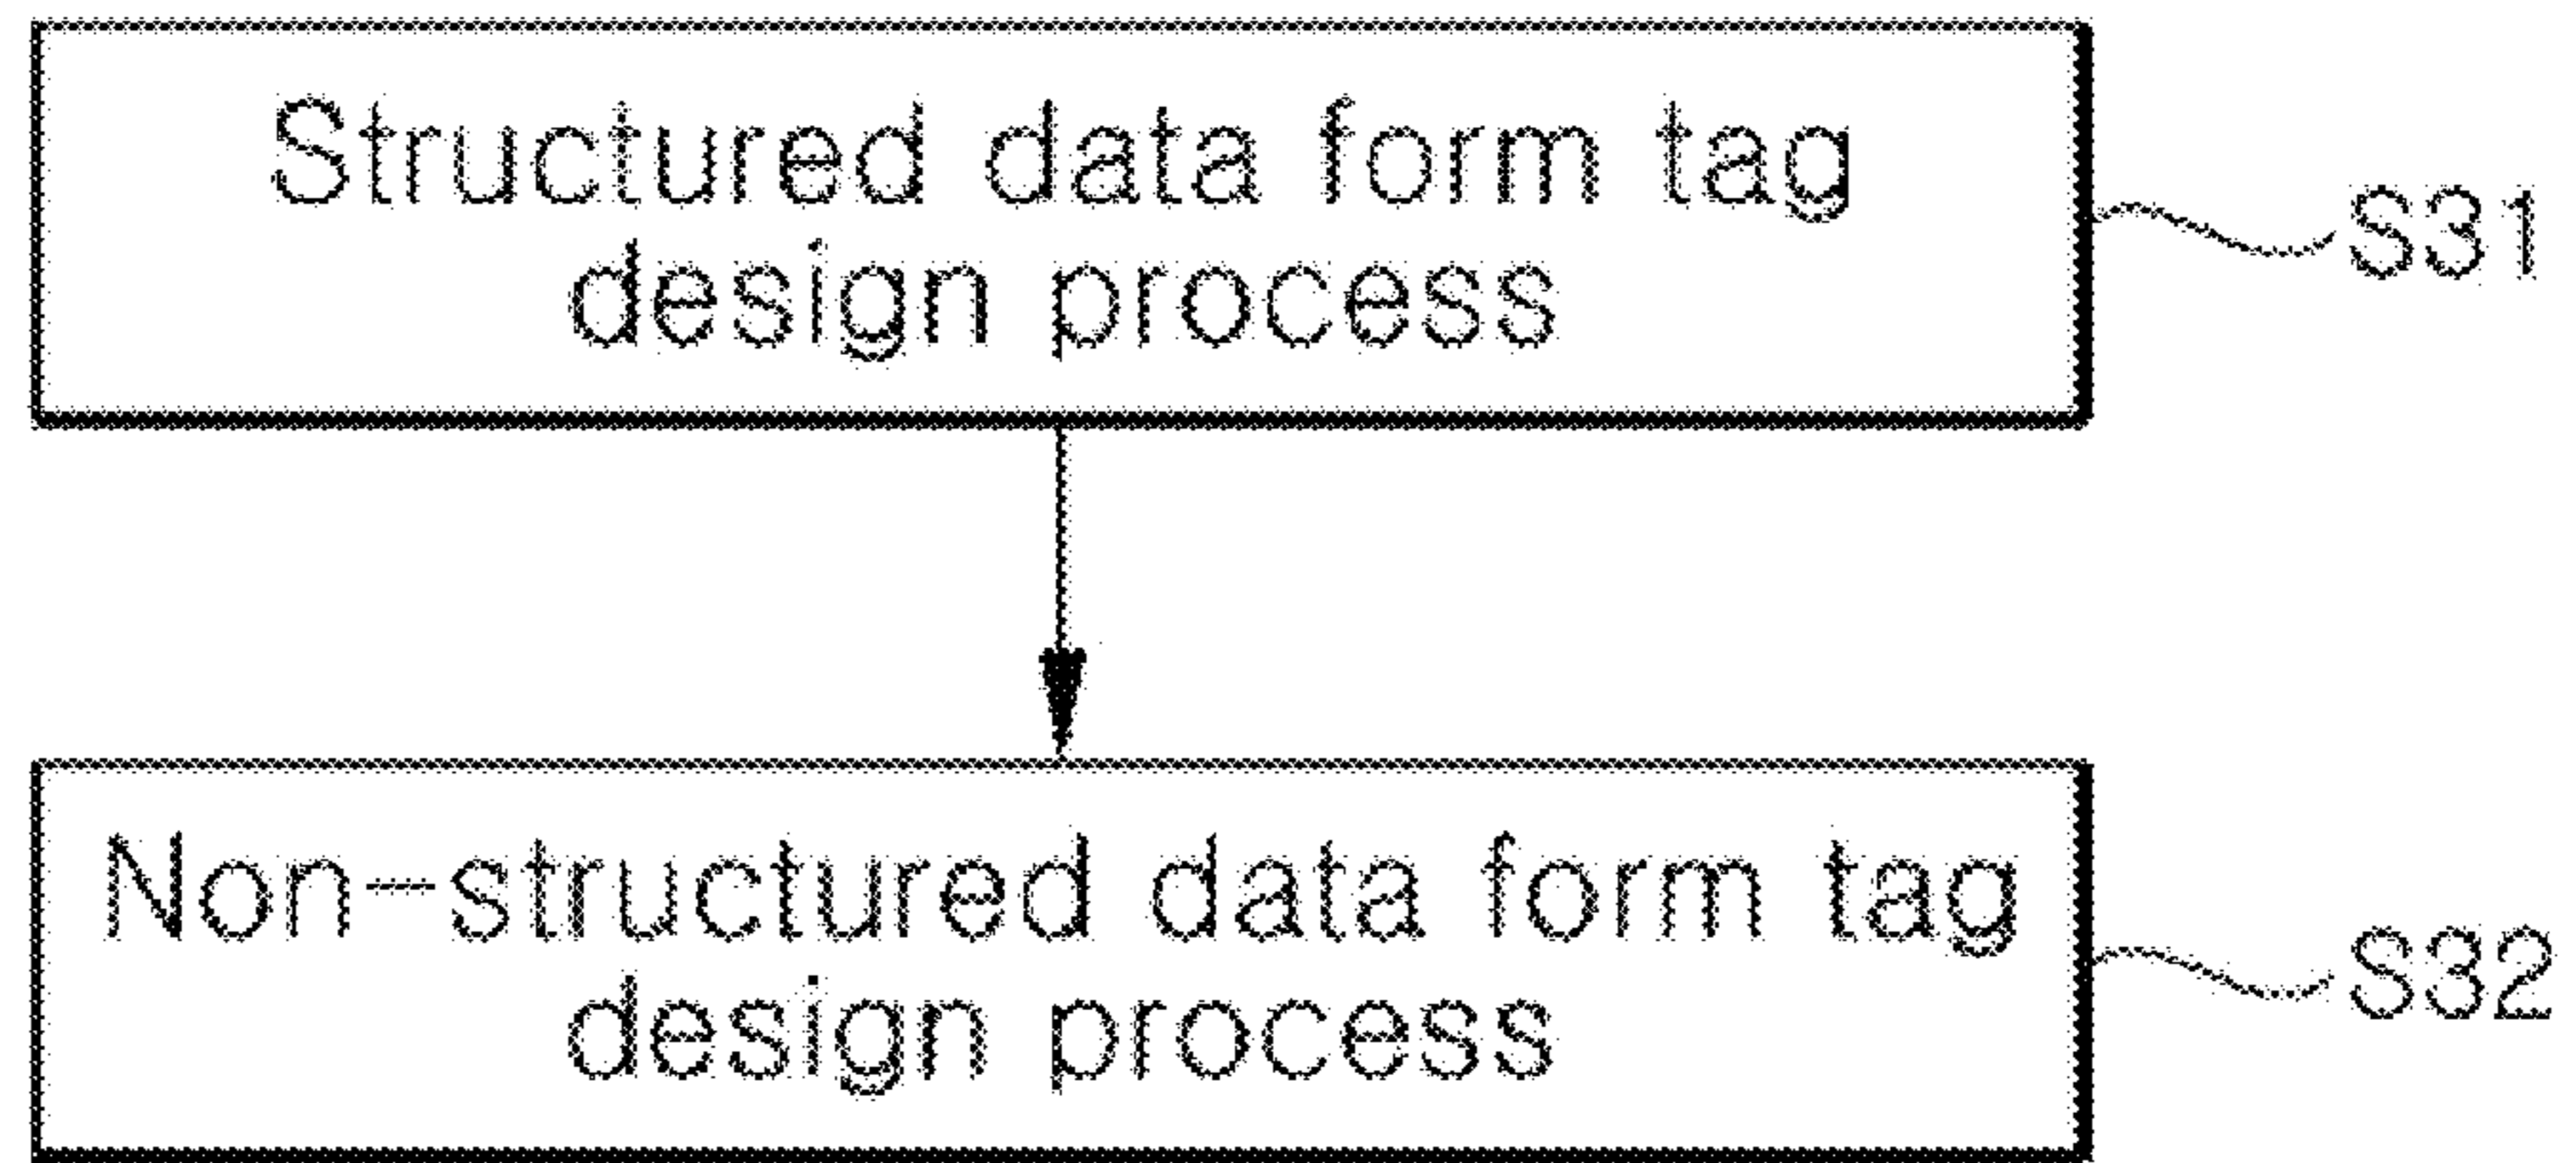 Structured data form tag
design process
S31
Non-structured data form tag
design process
S32